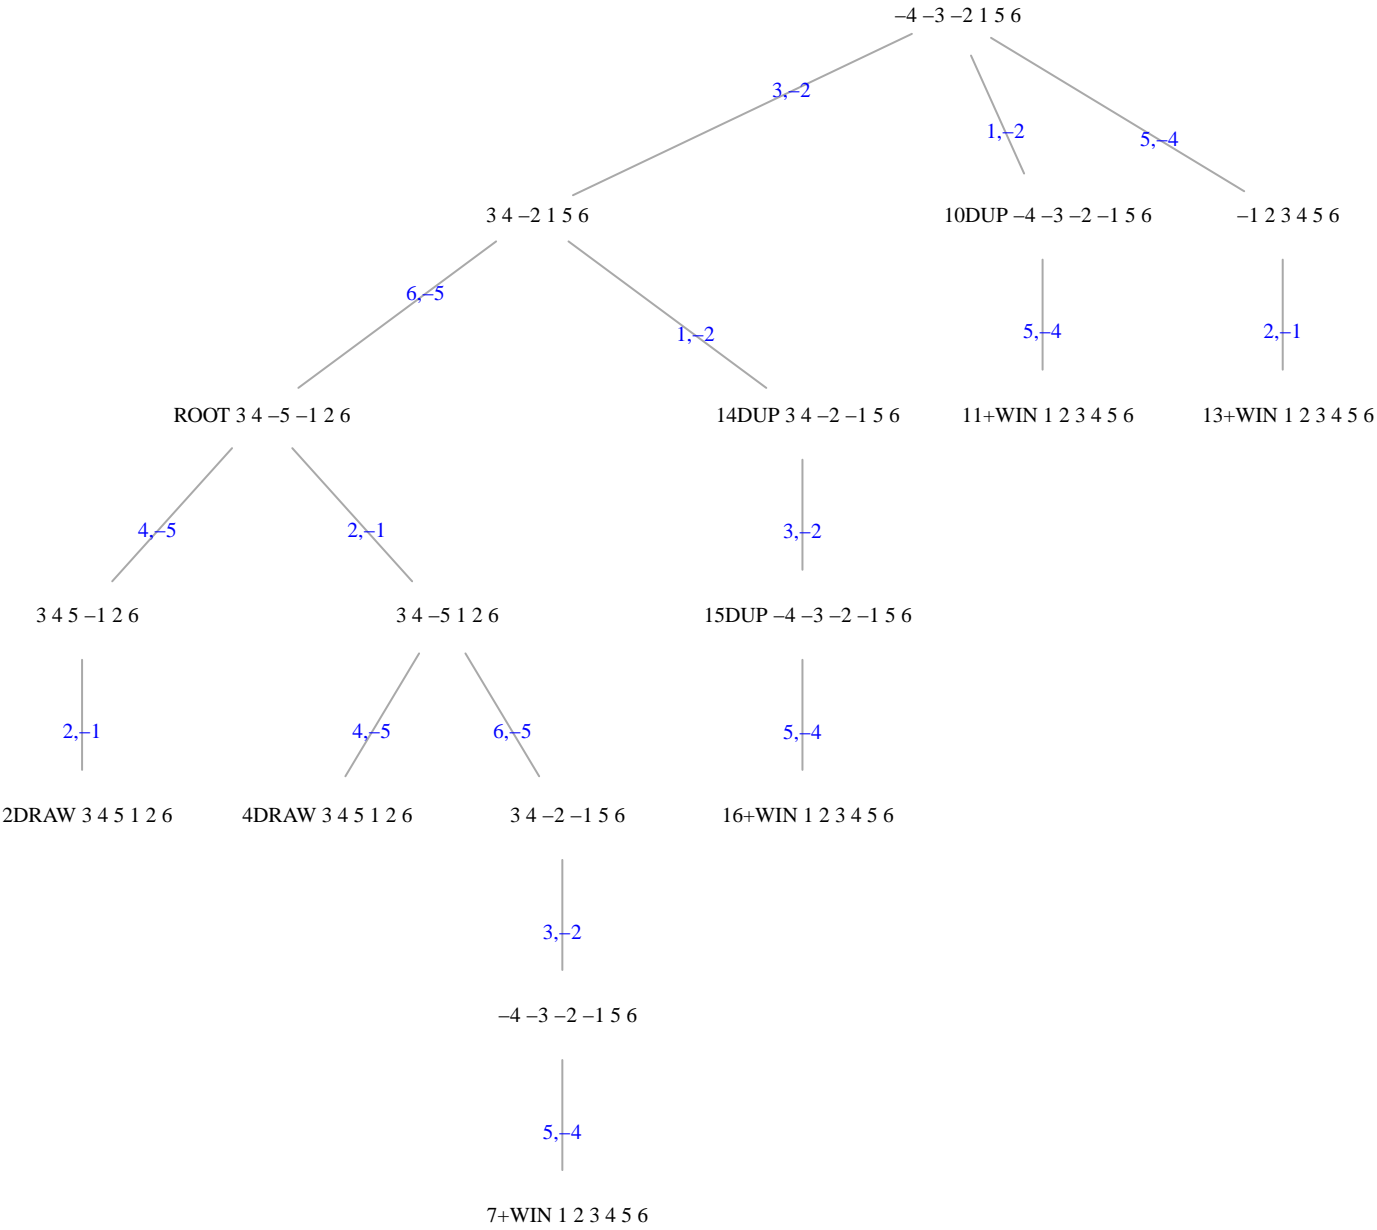 –4 –3 –2 1 5 6
3,–2
1,–2
5,–4
3 4 –2 1 5 6
10DUP –4 –3 –2 –1 5 6
–1 2 3 4 5 6
6,–5
1,–2
5,–4
2,–1
ROOT 3 4 –5 –1 2 6
14DUP 3 4 –2 –1 5 6
11+WIN 1 2 3 4 5 6
13+WIN 1 2 3 4 5 6
4,–5
2,–1
3,–2
3 4 5 –1 2 6
3 4 –5 1 2 6
15DUP –4 –3 –2 –1 5 6
2,–1
4,–5
6,–5
5,–4
2DRAW 3 4 5 1 2 6
4DRAW 3 4 5 1 2 6
3 4 –2 –1 5 6
16+WIN 1 2 3 4 5 6
3,–2
–4 –3 –2 –1 5 6
5,–4
7+WIN 1 2 3 4 5 6